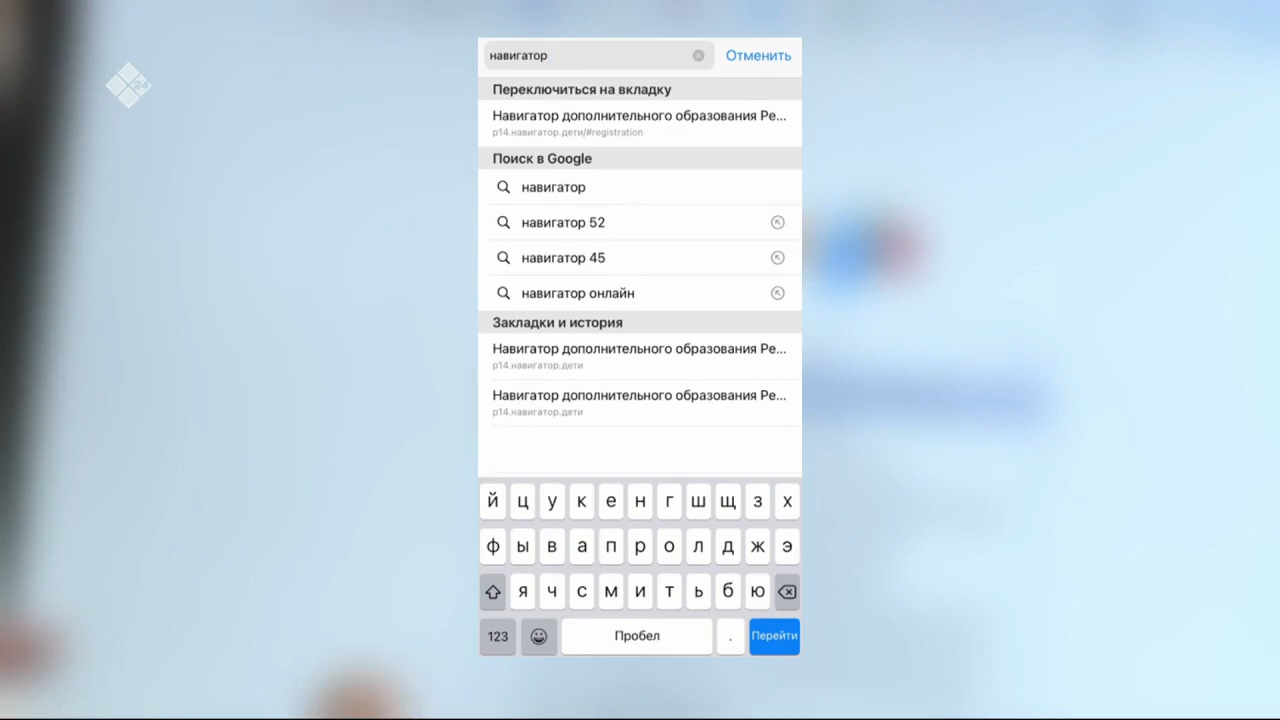 24
навигатор
Отменить
Переключиться на вкладку
Навигатор дополнительного образования Ре...
р14.навигатор.дети/#registration
Поиск в Google
навигатор
навигатор 52
навигатор 45
навигатор онлайн
Закладки и история
Навигатор дополнительного образования Ре...
р14.навигатор.дети
Навигатор дополнительного образования Ре...
р14.навигатор.дети
й ц у к е н г ш щ з х
ф ы в а п р о л д ж э
я ч с м и т ь б ю
123 Пробел . Перейти